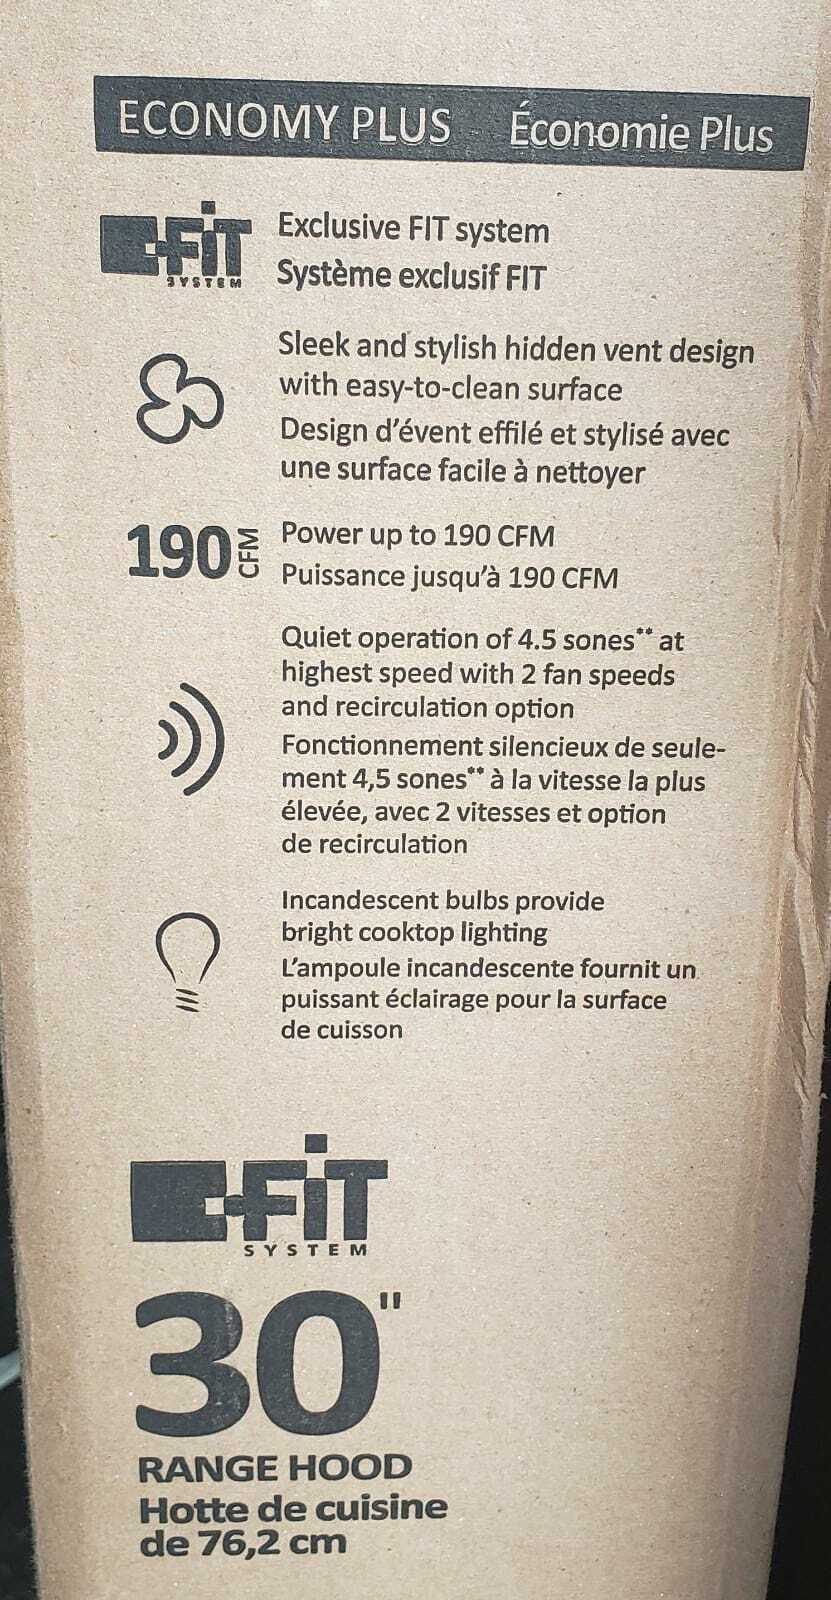 ECONOMY PLUS Économie Plus
FIT
SYSTEM
Exclusive FIT system
Système exclusif FIT
Sleek and stylish hidden vent design
with easy-to-clean surface
Design d'évent effilé et stylisé avec
une surface facile à nettoyer
190 CFM
Power up to 190 CFM
Puissance jusqu'à 190 CFM
Quiet operation of 4.5 sones** at
highest speed with 2 fan speeds
and recirculation option
Fonctionnement silencieux de seule-
ment 4,5 sones** à la vitesse la plus
élevée, avec 2 vitesses et option
de recirculation
Incandescent bulbs provide
bright cooktop lighting
L'ampoule incandescente fournit un
puissant éclairage pour la surface
de cuisson
FIT
SYSTEM
30"
RANGE HOOD
Hotte de cuisine
de 76,2 cm